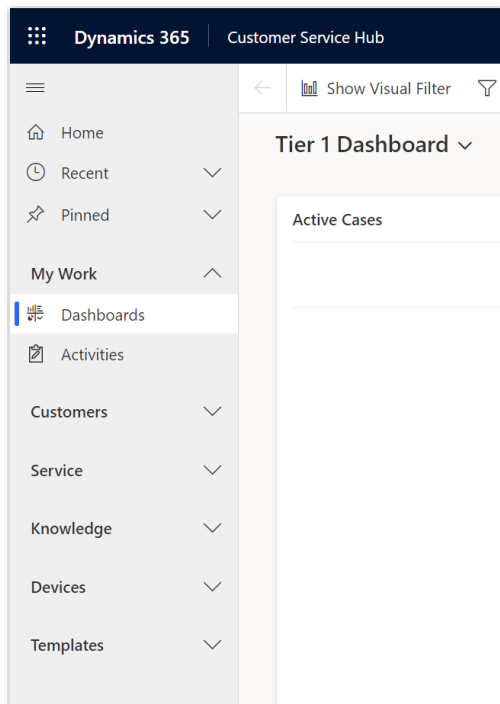 Dynamics 365 Customer Service Hub
Show Visual Filter
Home
Recent
Pinned
My Work
Dashboards
Activities
Customers
Service
Knowledge
Devices
Templates
Tier 1 Dashboard
Active Cases